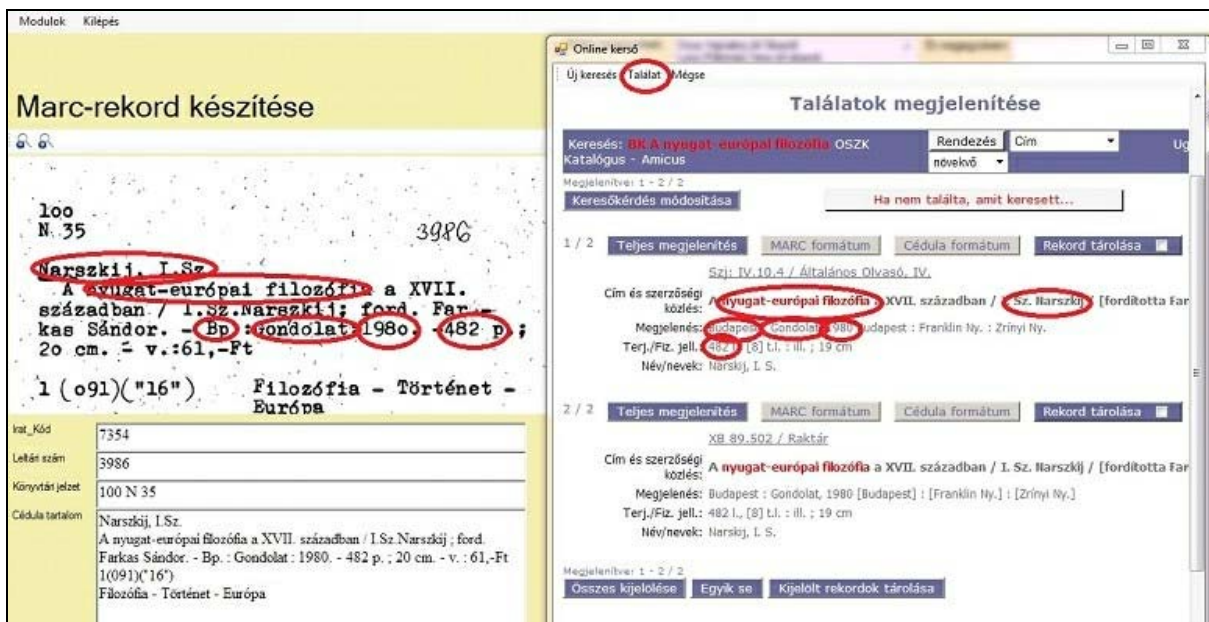 Modulok Kilépés
Marc-rekord készítése
100
N.35 3986
Narszkij, I.Sz
A nyugat-európai filozófia a XVII.
században / I.Sz.Narszkij; ford. Far -
kas Sándor. - Bp : Gondolat: 198o. -482 p.;
2o cm. - v.:61,-Ft
1(o91)("16") Filozófia - Történet -
Európa
Irat_Kód 7354
Leltári szám 3986
Könyvtári jelzet 100 N 35
Cédula tartalom Narszkij, I.Sz.
A nyugat-európai filozófia a XVII. században / I.Sz.Narszkij ; ford.
Farkas Sándor. - Bp. : Gondolat : 1980. - 482 p. ; 20 cm. - v. : 61,-Ft
1(091)("16")
Filozófia - Történet - Európa
Online kerső
Új keresés Találat Mégse
Találatok megjelenítése
Keresés: BK A nyugat-európai filozófia OSZK
Katalógus - Amicus
Rendezés Cím
növekvő
Ug
Megjelenítve: 1 - 2 / 2
Keresőkérdés módosítása Ha nem találta, amit keresett...
1 / 2 Teljes megjelenítés MARC formátum Cédula formátum Rekord tárolása
Szj: IV.10.4 / Általános Olvasó, IV.
Cím és szerzőségi közlés: A nyugat-európai filozófia a XVII. században / I. Sz. Narszkij / [fordította Far
Megjelenés: Budapest : Gondolat, 1980 Budapest : Franklin Ny. : Zrínyi Ny.
Terj./Fiz. jell.: 482 l., [8] t.l. : ill. ; 19 cm
Név/nevek: Narskij, I. S.
2 / 2 Teljes megjelenítés MARC formátum Cédula formátum Rekord tárolása
XB 89.502 / Raktár
Cím és szerzőségi közlés: A nyugat-európai filozófia a XVII. században / I. Sz. Narszkij / [fordította Far
Megjelenés: Budapest : Gondolat, 1980 [Budapest] : [Franklin Ny.] : [Zrínyi Ny.]
Terj./Fiz. jell.: 482 l., [8] t.l. : ill. ; 19 cm
Név/nevek: Narskij, I. S.
Megjelenítve: 1 - 2 / 2
Összes kijelölése Egyik se Kijelölt rekordok tárolása